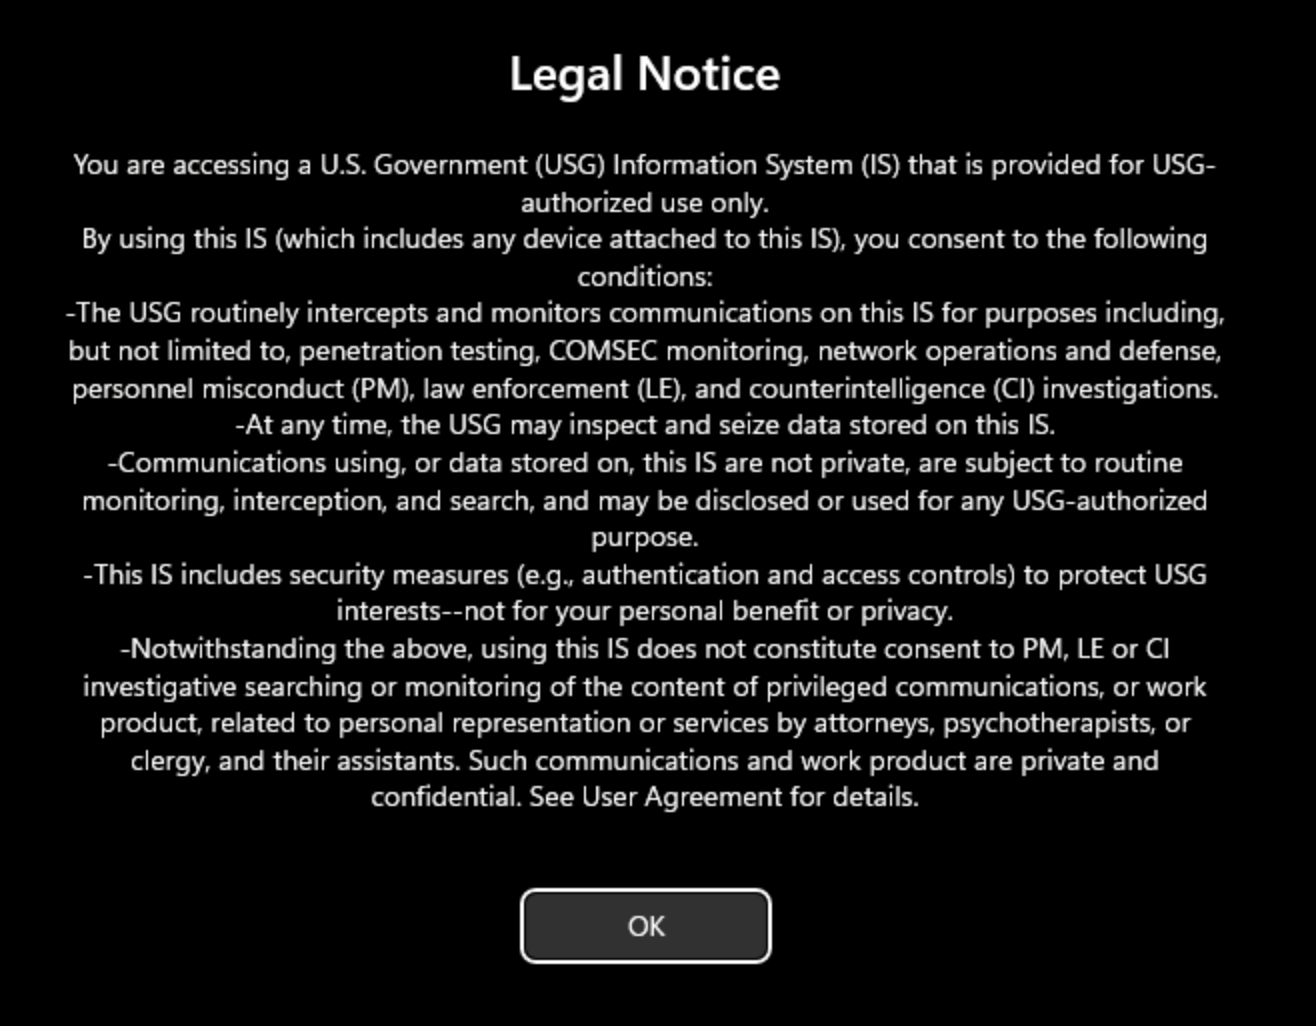 Legal Notice
You are accessing a U.S. Government (USG) Information System (IS) that is provided for USG-
authorized use only.
By using this IS (which includes any device attached to this IS), you consent to the following
conditions:
-The USG routinely intercepts and monitors communications on this IS for purposes including,
but not limited to, penetration testing, COMSEC monitoring, network operations and defense,
personnel misconduct (PM), law enforcement (LE), and counterintelligence (CI) investigations.
-At any time, the USG may inspect and seize data stored on this IS.
-Communications using, or data stored on, this IS are not private, are subject to routine
monitoring, interception, and search, and may be disclosed or used for any USG-authorized
purpose.
-This IS includes security measures (e.g., authentication and access controls) to protect USG
interests--not for your personal benefit or privacy.
-Notwithstanding the above, using this IS does not constitute consent to PM, LE or CI
investigative searching or monitoring of the content of privileged communications, or work
product, related to personal representation or services by attorneys, psychotherapists, or
clergy, and their assistants. Such communications and work product are private and
confidential. See User Agreement for details.
OK